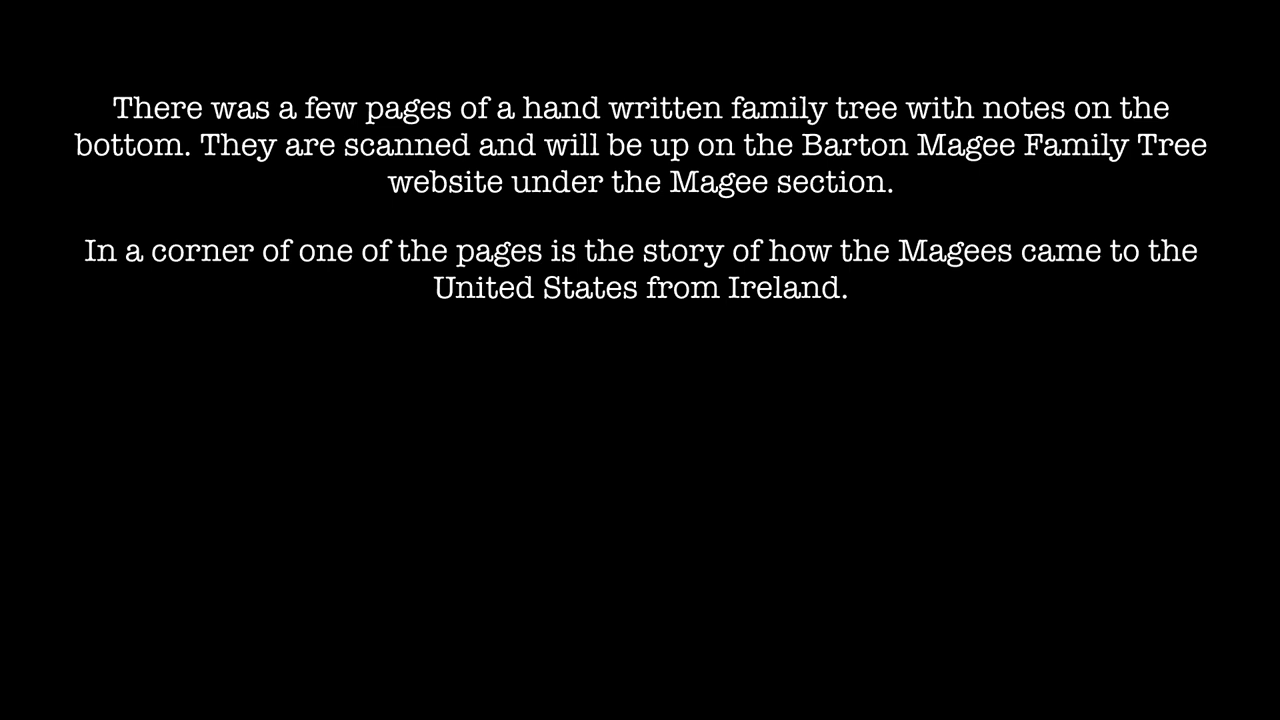 There was a few pages of a hand written family tree with notes on the
bottom. They are scanned and will be up on the Barton Magee Family Tree
website under the Magee section.
In a corner of one of the pages is the story of how the Magees came to the
United States from Ireland.